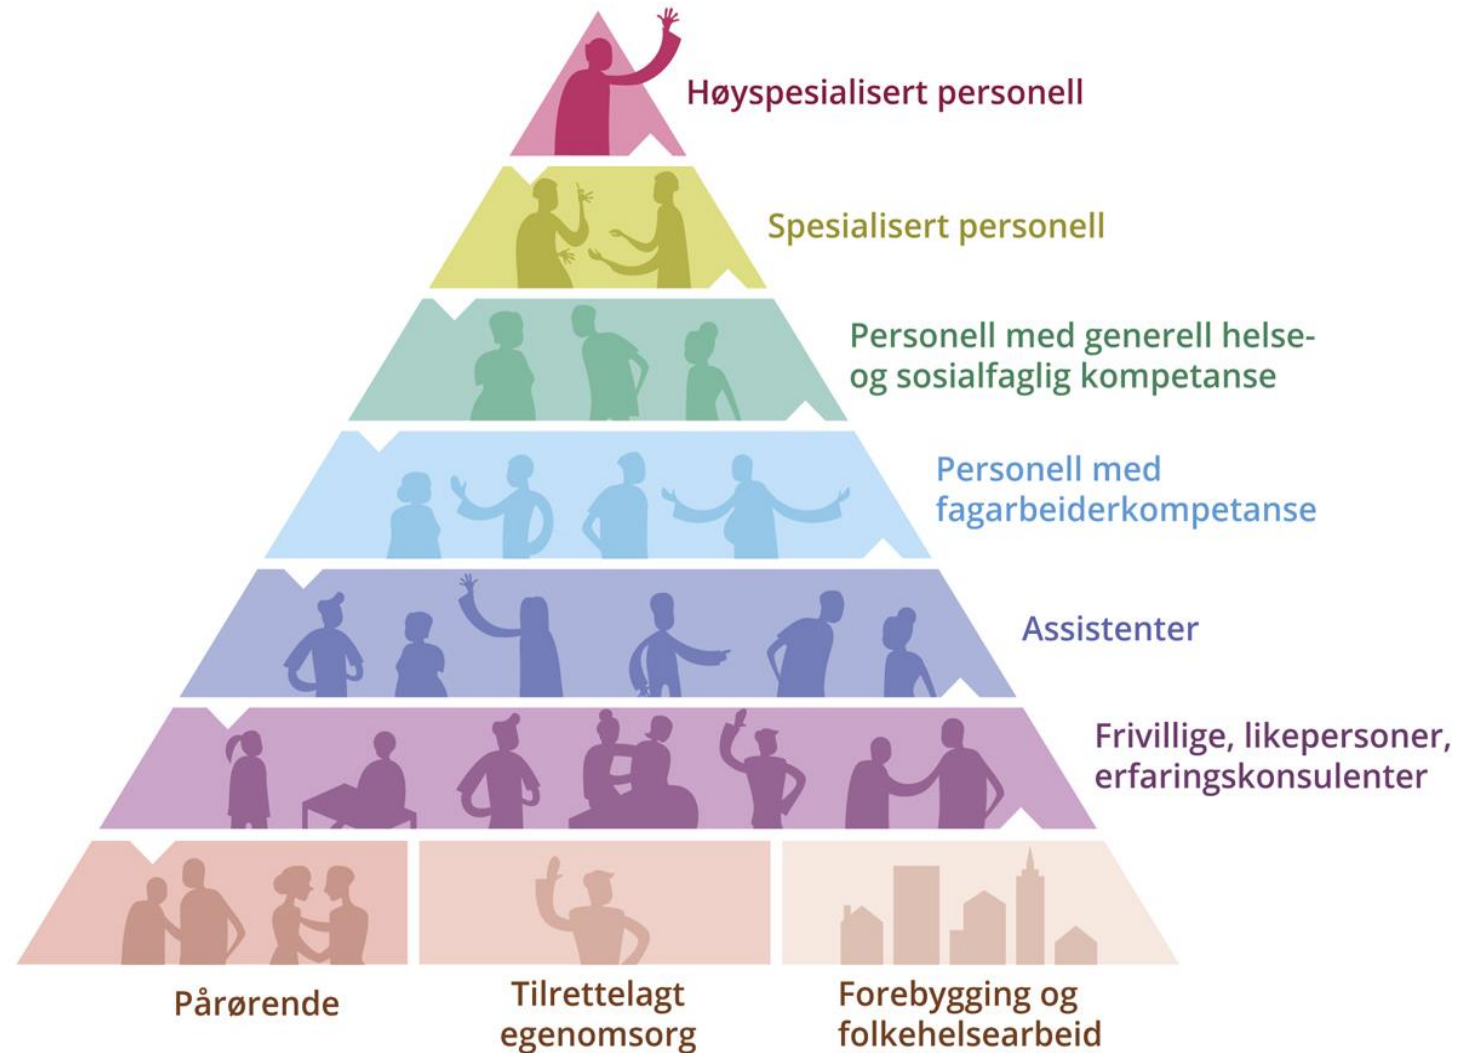 Høyspesialisert personell
Spesialisert personell
Personell med generell helse-
og sosialfaglig kompetanse
Personell med
fagarbeiderkompetanse
Assistenter
Frivillige, likepersoner,
erfaringskonsulenter
Pårørende
Tilrettelagt
egenomsorg
Forebygging og
folkehelsearbeid